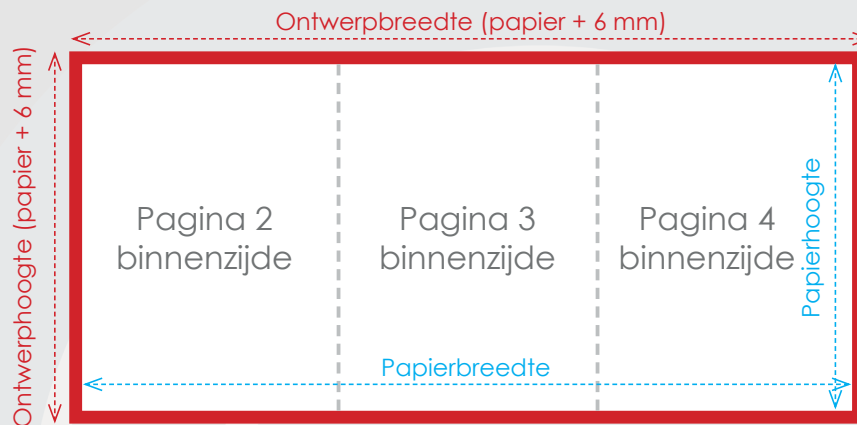 Ontwerpbreedte (papier + 6 mm)
Ontwerphoogte (papier + 6 mm)
Pagina 2
binnenzijde
Pagina 3
binnenzijde
Pagina 4
binnenzijde
Papierhoogte
Papierbreedte